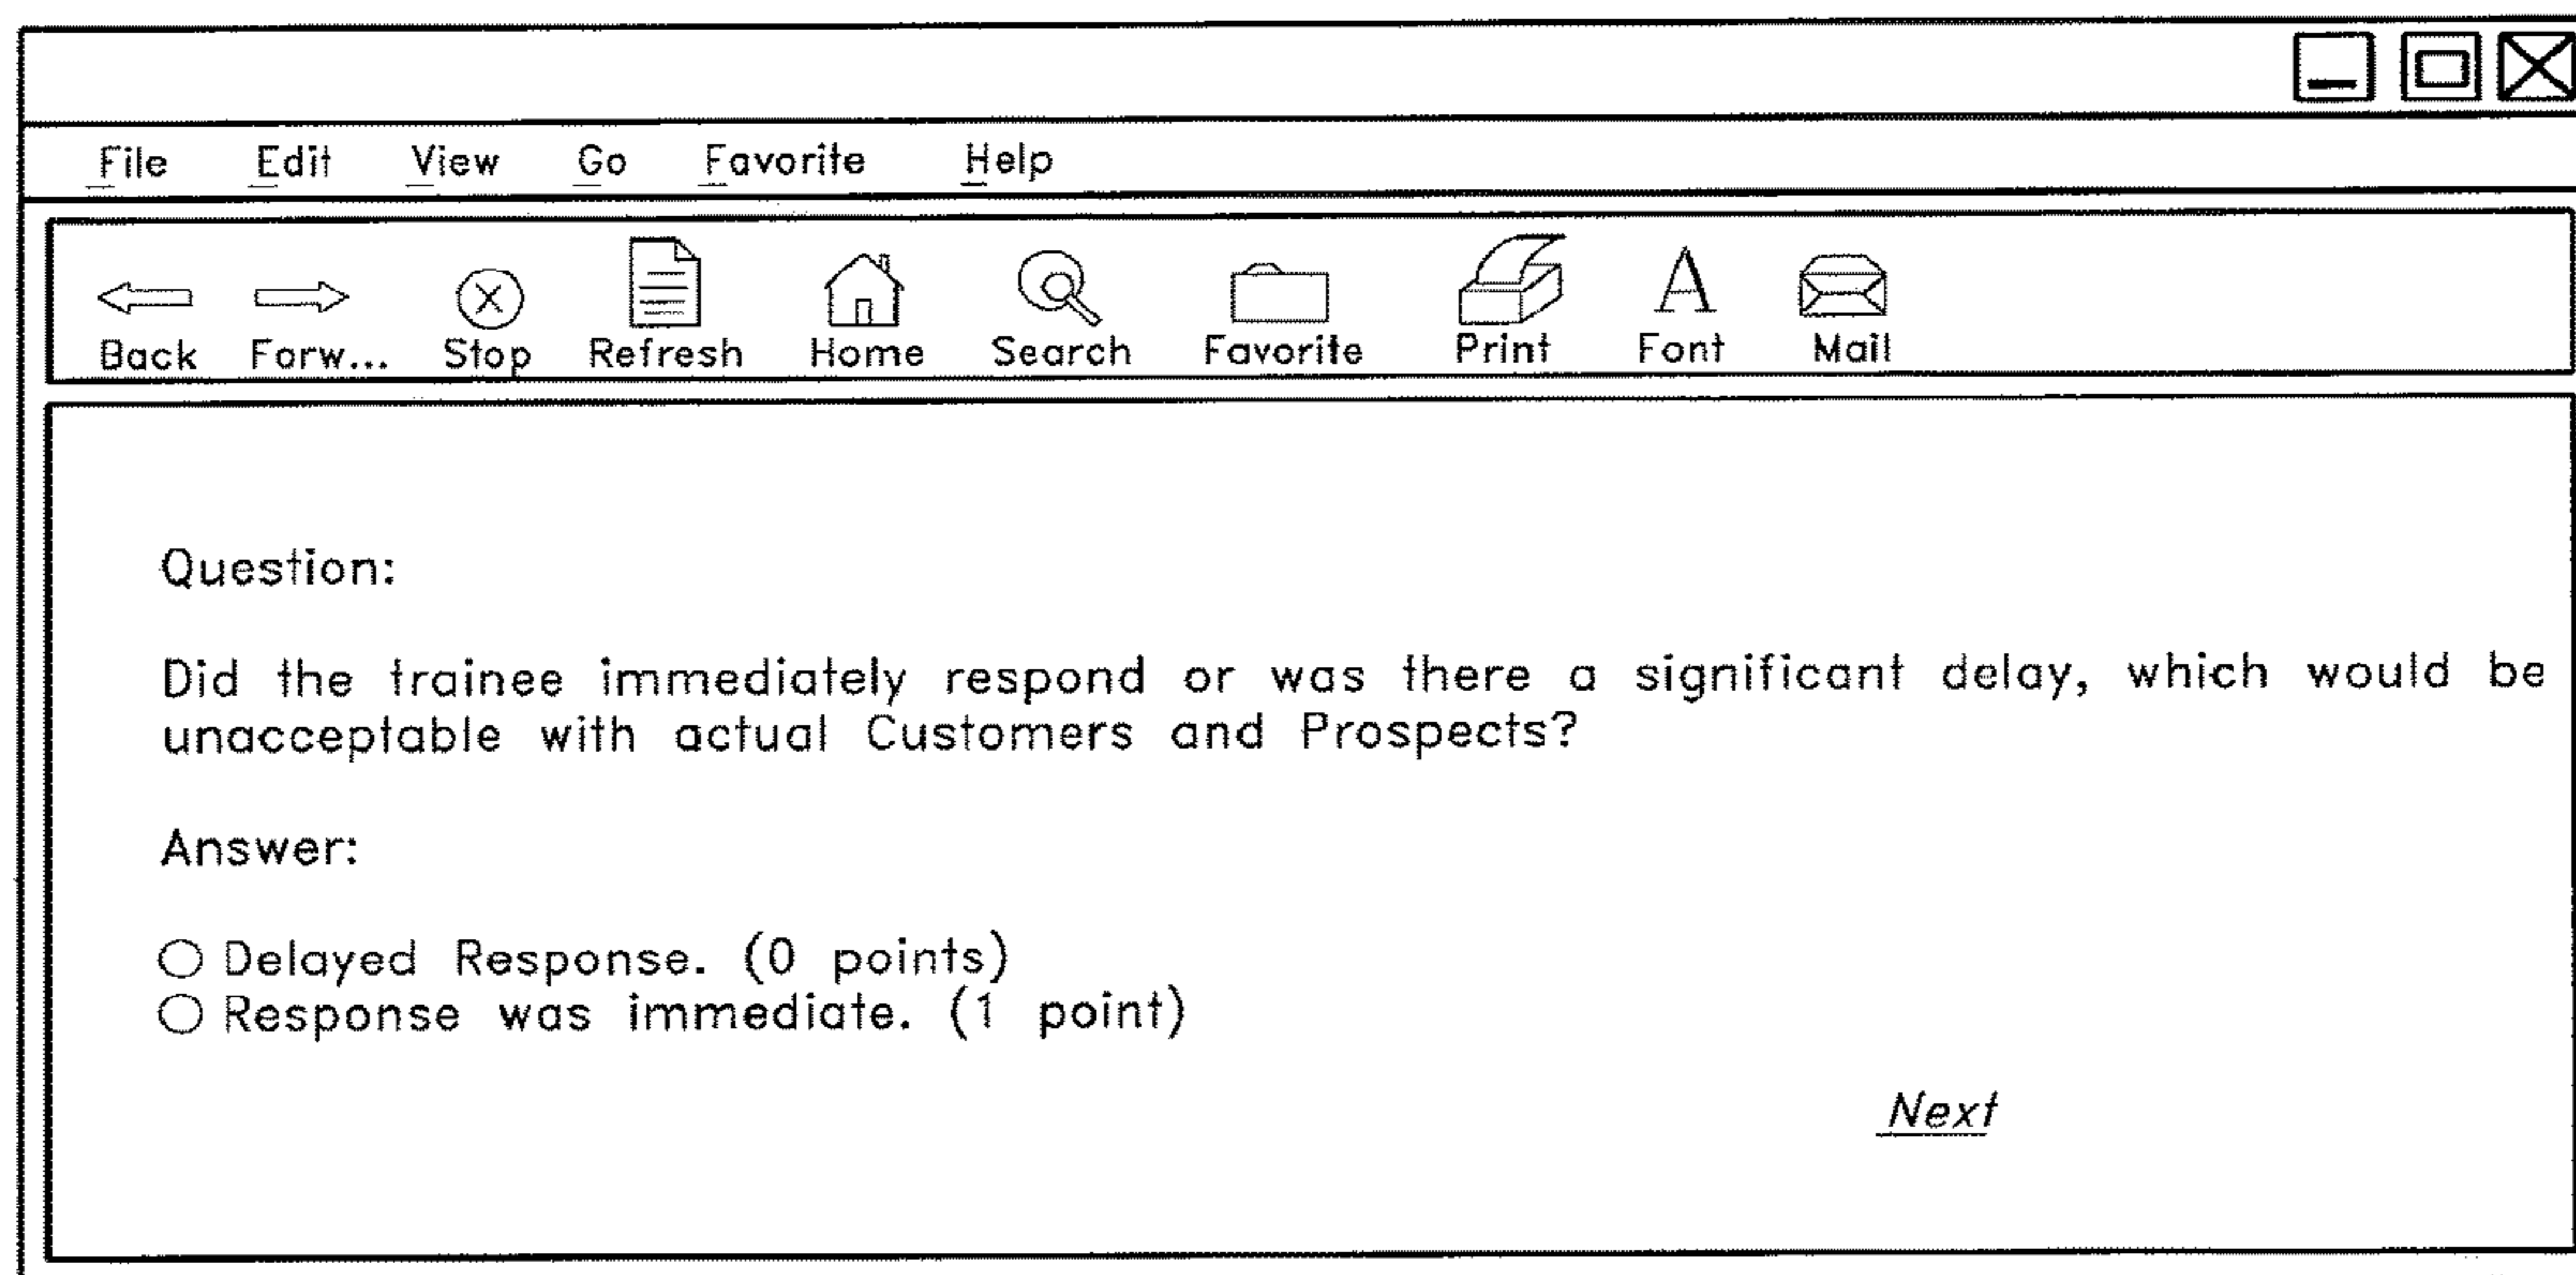 File Edit View Go Favorite Help
Back Forw... Stop Refresh Home Search Favorite Print Font Mail
Question:
Did the trainee immediately respond or was there a significant delay, which would be
unacceptable with actual Customers and Prospects?
Answer:
Delayed Response. (0 points)
Response was immediate. (1 point)
Next